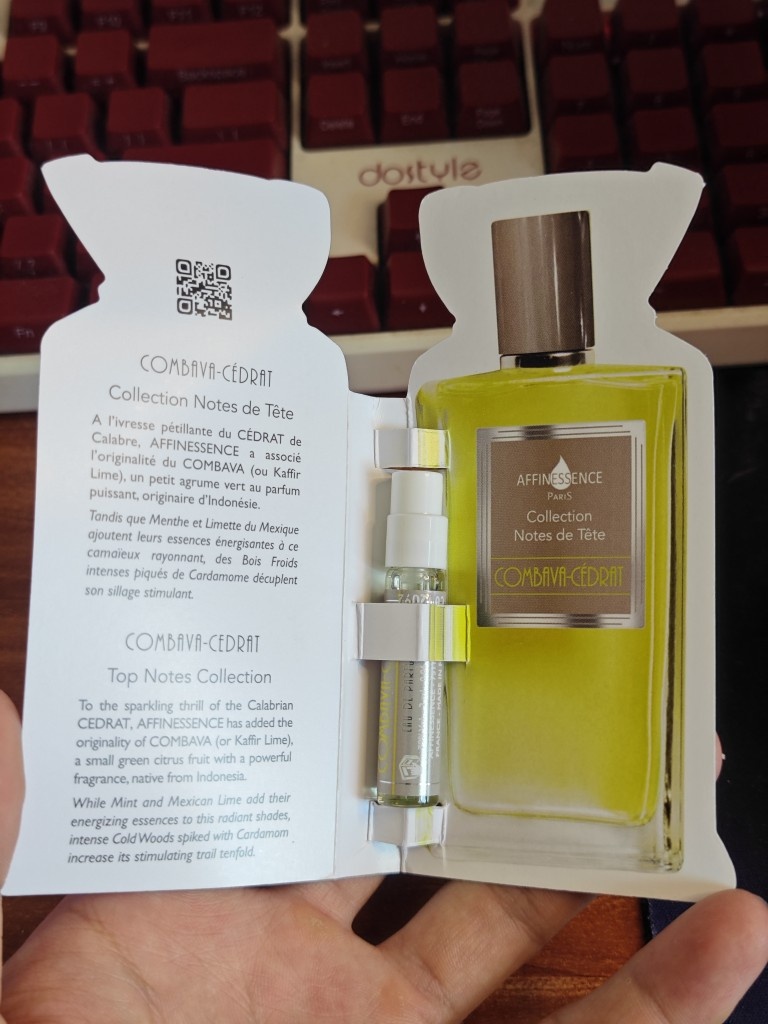 Backspace
Delete
End
dostyle
Fn
COMBAVA-CÉDRAT
Collection Notes de Tête
A l'ivresse pétillante du CÉDRAT de
Calabre, AFFINESSENCE a associé
l'originalité du COMBAVA (ou Kaffir
Lime), un petit agrume vert au parfum
puissant, originaire d'Indonésie.
Tandis que Menthe et Limette du Mexique
ajoutent leurs essences énergisantes à ce
camaïeux rayonnant, des Bois Froids
intenses piqués de Cardamome décuplent
son sillage stimulant.
COMBAVA-CEDRAT
Top Notes Collection
To the sparkling thrill of the Calabrian
CEDRAT, AFFINESSENCE has added the
originality of COMBAVA (or Kaffir Lime),
a small green citrus fruit with a powerful
fragrance, native from Indonesia.
While Mint and Mexican Lime add their
energizing essences to this radiant shades,
intense Cold Woods spiked with Cardamom
increase its stimulating trail tenfold.
EAU DE PARFU
AFFINESSENCE
PARIS
Collection
Notes de Tête
COMBAVA-CÉDRAT